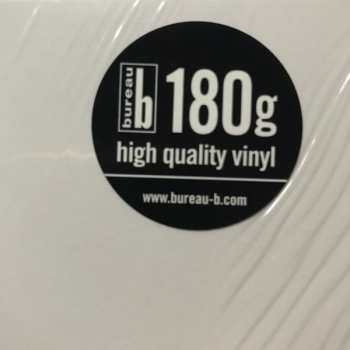 bureau
b 180g
high quality vinyl
www.bureau-b.com